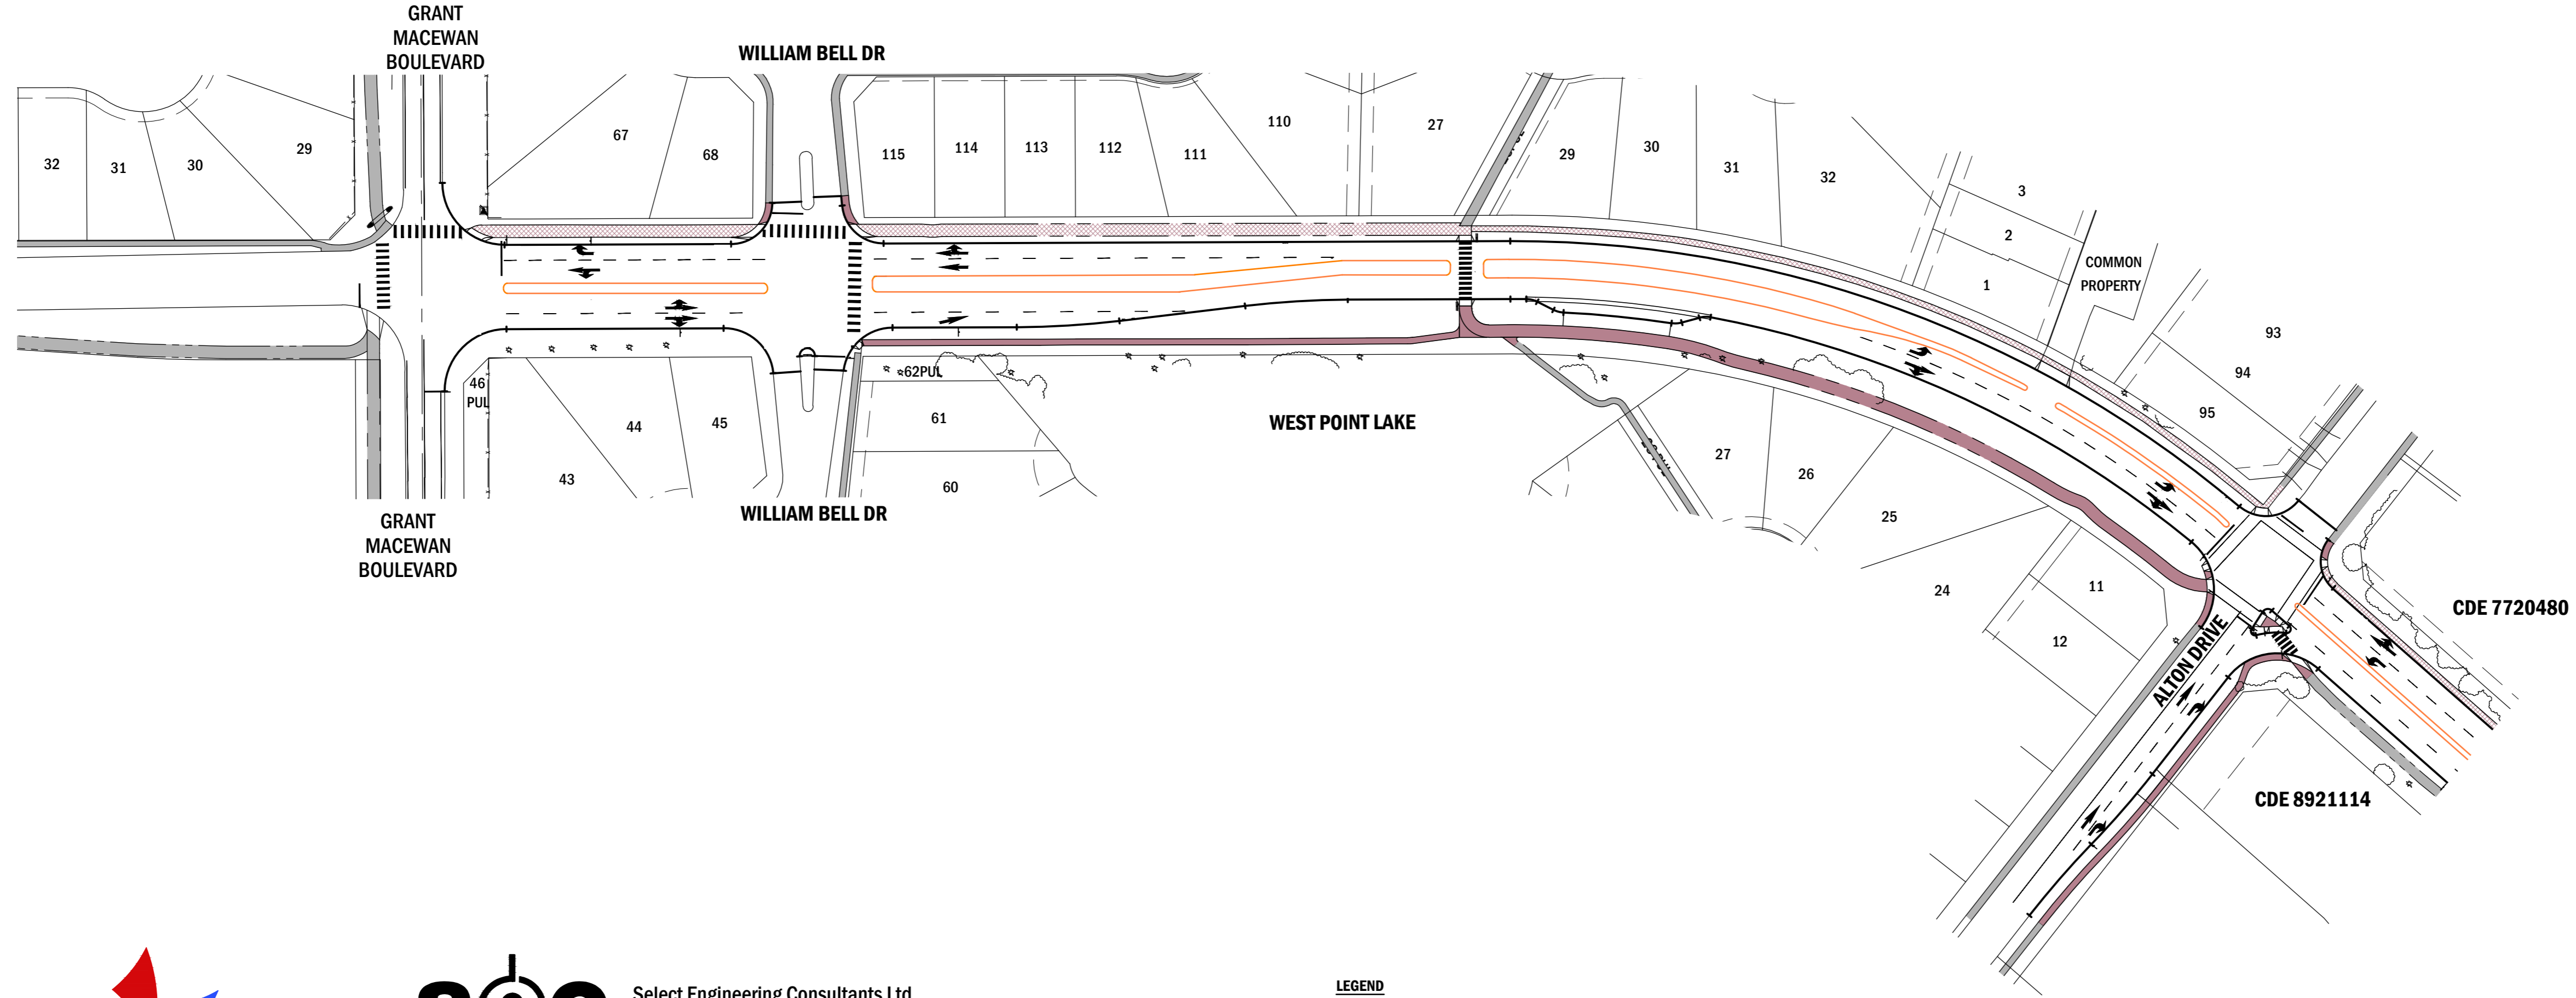 GRANT
MACEWAN
BOULEVARD
WILLIAM BELL DR
32
31
30
29
67
68
115
114
113
112
111
110
27
29
30
31
32
3
2
1
COMMON
PROPERTY
93
94
95
46
PUL
43
44
45
62PUL
61
60
WEST POINT LAKE
27
26
25
24
11
12
GRANT
MACEWAN
BOULEVARD
WILLIAM BELL DR
ALTON DRIVE
CDE 7720480
CDE 8921114
Select Engineering Consultants Ltd
LEGEND